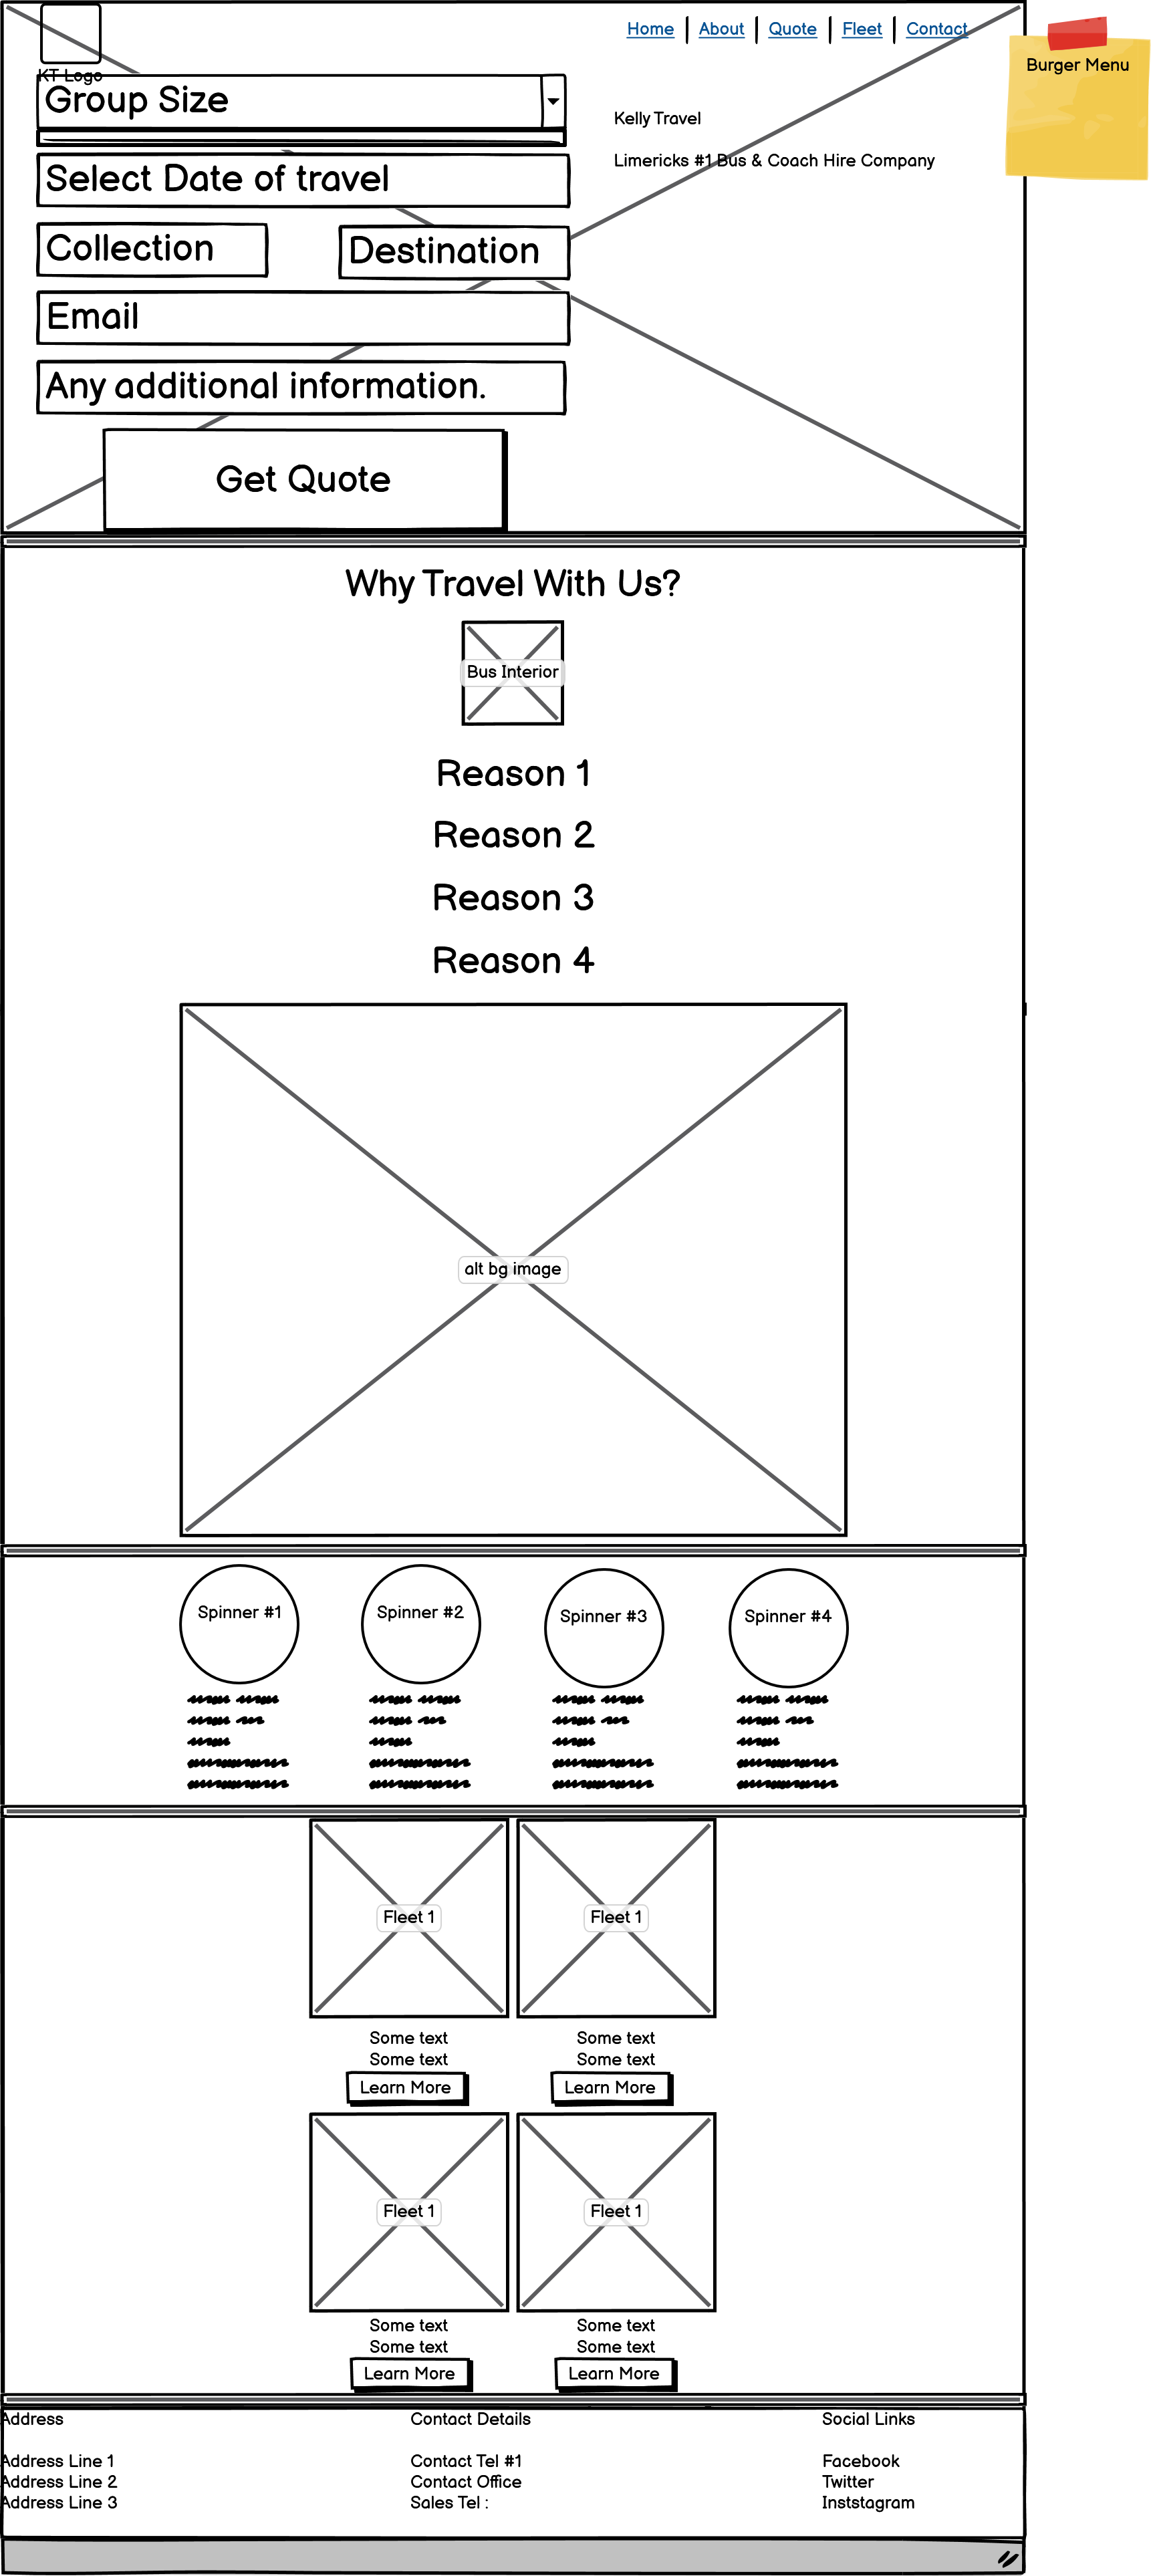 Home About Quote Fleet Contact
Burger Menu
KT Logo
Group Size
Kelly Travel
Limericks #1 Bus & Coach Hire Company
Select Date of travel
Collection
Destination
Email
Any additional information.
Get Quote
Why Travel With Us?
Bus Interior
Reason 1
Reason 2
Reason 3
Reason 4
alt bg image
Spinner #1
Spinner #2
Spinner #3
Spinner #4
Fleet 1
Fleet 1
Some text
Some text
Learn More
Some text
Some text
Learn More
Fleet 1
Fleet 1
Some text
Some text
Learn More
Some text
Some text
Learn More
Address
Address Line 1
Address Line 2
Address Line 3
Contact Details
Contact Tel #1
Contact Office
Sales Tel :
Social Links
Facebook
Twitter
Inststagram